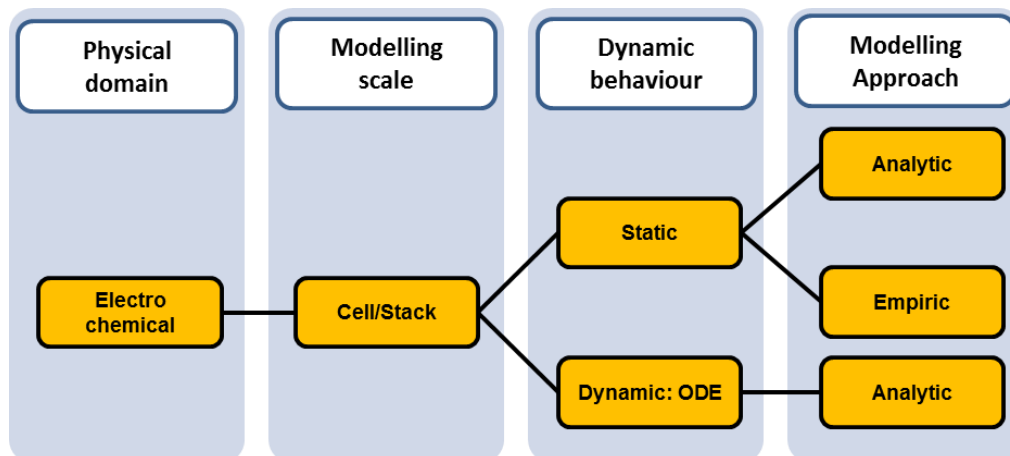 Physical
domain
Modelling
scale
Dynamic
behaviour
Modelling
Approach
Electro
chemical
Cell/Stack
Static
Dynamic: ODE
Analytic
Empiric
Analytic